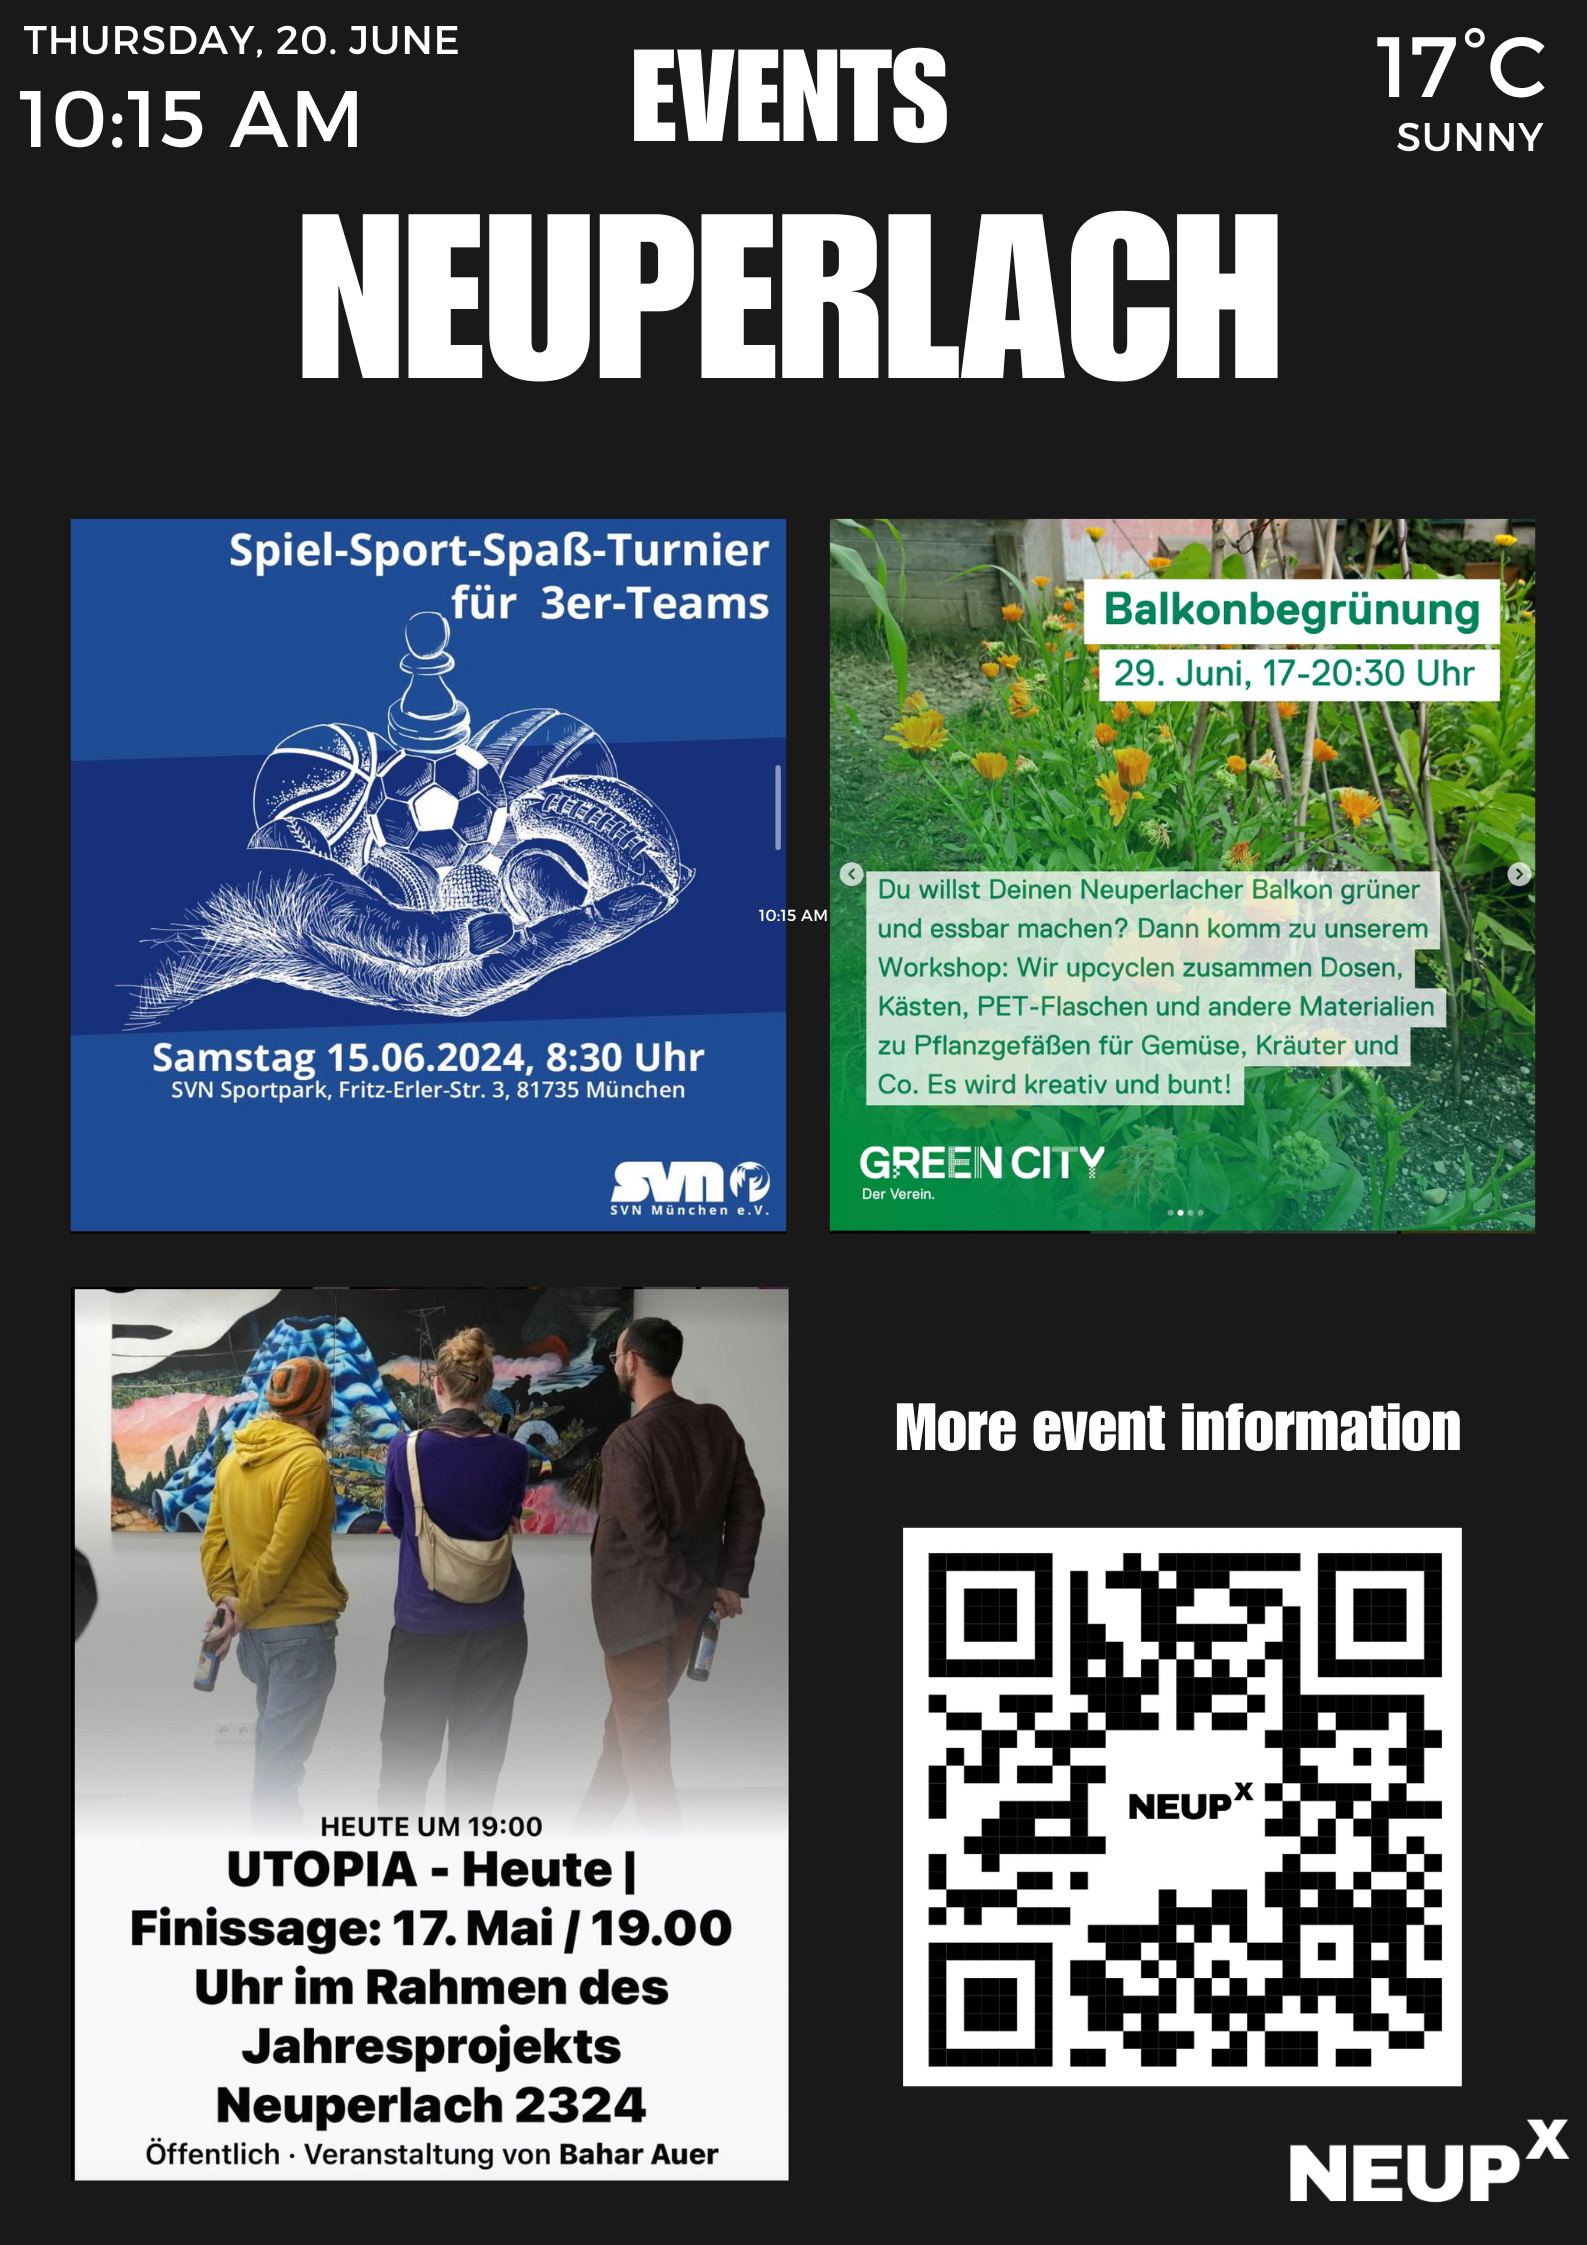 THURSDAY, 20. JUNE
10:15 AM
EVENTS
17°C
SUNNY
NEUPERLACH
Spiel-Sport-Spaß-Turnier
für 3er-Teams
Samstag 15.06.2024, 8:30 Uhr
SVN Sportpark, Fritz-Erler-Str. 3, 81735 München
svn
SVN München e.V.
10:15 AM
Balkonbegrünung
29. Juni, 17-20:30 Uhr
Du willst Deinen Neuperlacher Balkon grüner
und essbar machen? Dann komm zu unserem
Workshop: Wir upcyclen zusammen Dosen,
Kästen, PET-Flaschen und andere Materialien
zu Pflanzgefäßen für Gemüse, Kräuter und
Co. Es wird kreativ und bunt!
GREEN CITY
Der Verein.
HEUTE UM 19:00
UTOPIA - Heute |
Finissage: 17. Mai / 19.00
Uhr im Rahmen des
Jahresprojekts
Neuperlach 2324
Öffentlich · Veranstaltung von Bahar Auer
More event information
NEUPX
NEUPX